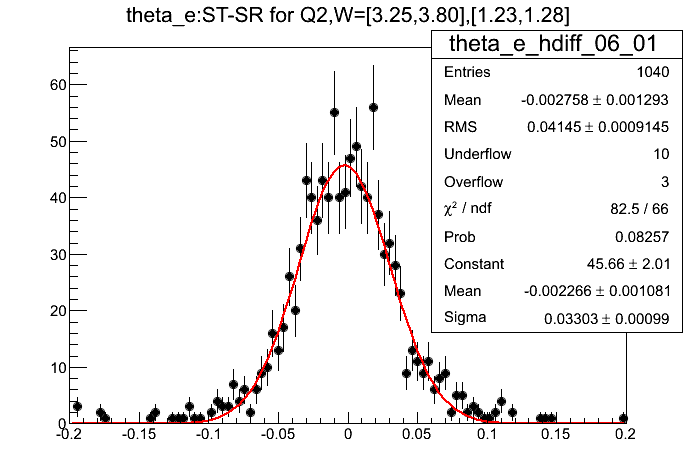 theta_e:ST-SR for Q2,W=[3.25,3.80],[1.23,1.28]
theta_e_hdiff_06_01
Entries 1040
Mean -0.002758 ± 0.001293
RMS 0.04145 ± 0.0009145
Underflow 10
Overflow 3
χ² / ndf 82.5 / 66
Prob 0.08257
Constant 45.66 ± 2.01
Mean -0.002266 ± 0.001081
Sigma 0.03303 ± 0.00099
60
50
40
30
20
10
0
-0.2 -0.15 -0.1 -0.05 0 0.05 0.1 0.15 0.2